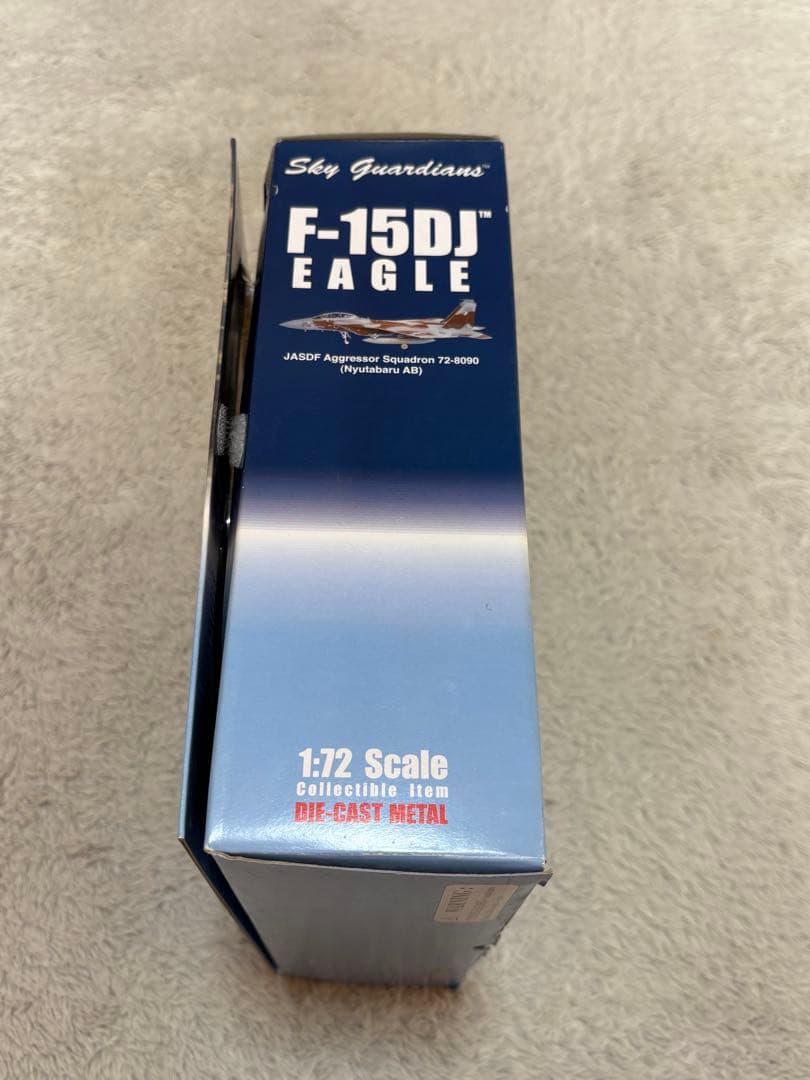 Sky Guardians™
F-15DJ™
EAGLE
JASDF Aggressor Squadron 72-8090
(Nyutabaru AB)
1:72 Scale
Collectible Item
DIE-CAST METAL
WARNING: